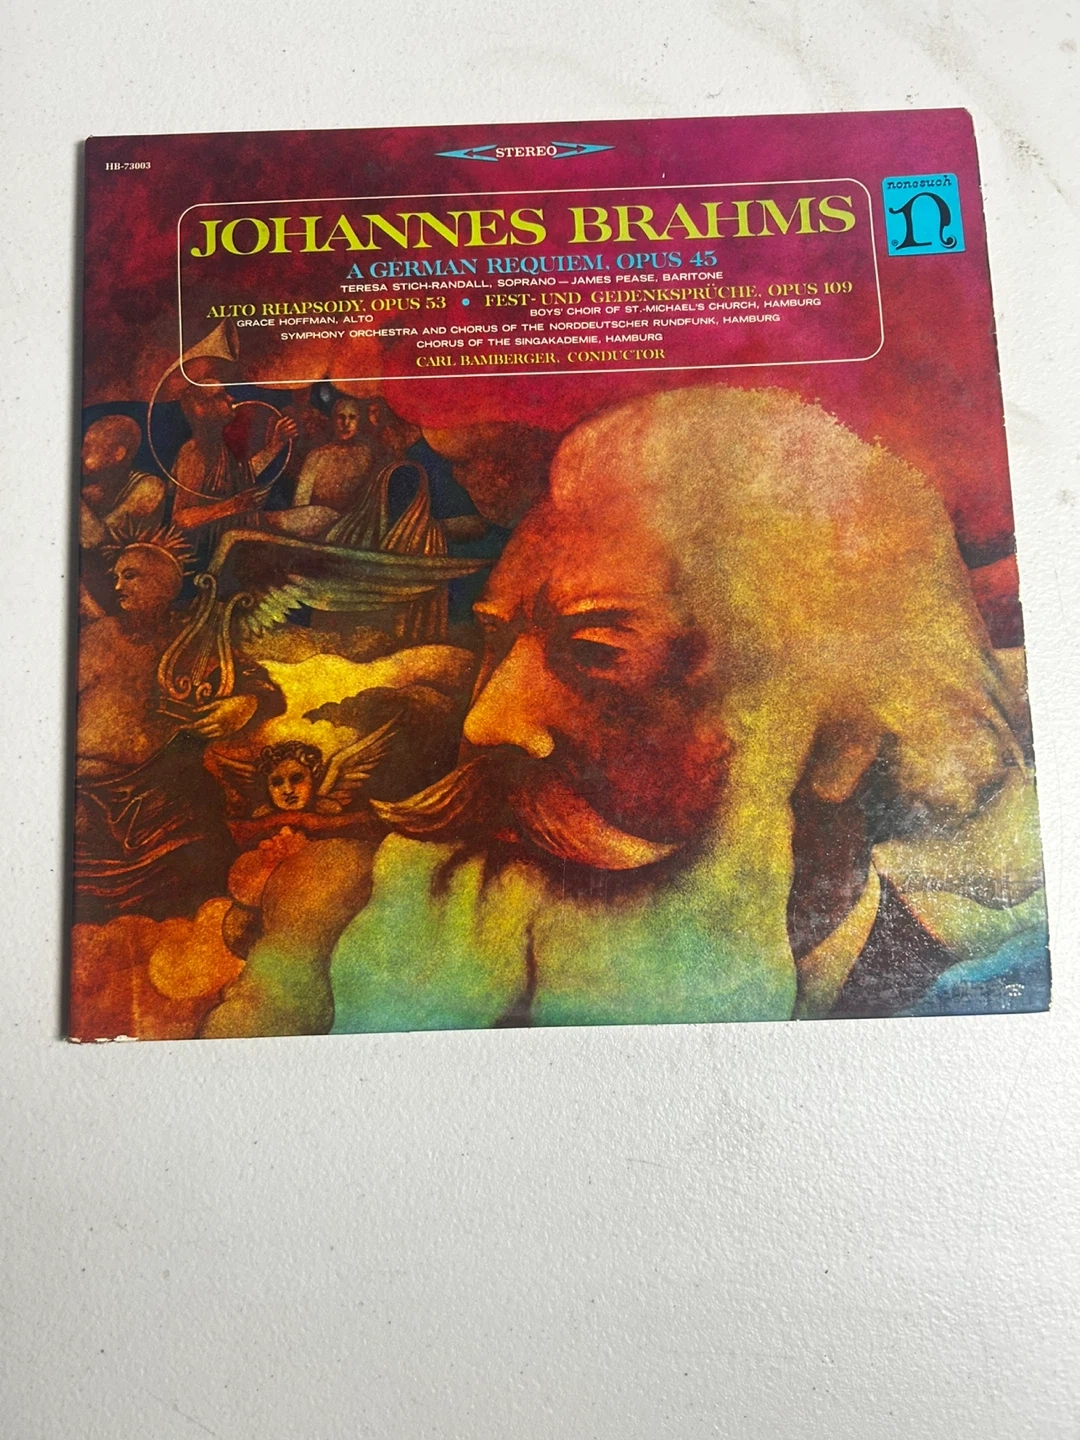 HB-73003
STEREO
nonesuch
n
JOHANNES BRAHMS
A GERMAN REQUIEM, OPUS 45
TERESA STICH-RANDALL, SOPRANO — JAMES PEASE, BARITONE
ALTO RHAPSODY, OPUS 53 • FEST- UND GEDENKSPRÜCHE, OPUS 109
GRACE HOFFMAN, ALTO
BOYS' CHOIR OF ST.-MICHAEL'S CHURCH, HAMBURG
SYMPHONY ORCHESTRA AND CHORUS OF THE NORDDEUTSCHER RUNDFUNK, HAMBURG
CHORUS OF THE SINGAKADEMIE, HAMBURG
CARL BAMBERGER, CONDUCTOR